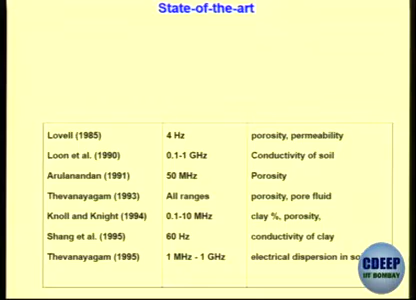 State-of-the-art
Lovell (1985) 4 Hz porosity, permeability
Loon et al. (1990) 0.1-1 GHz Conductivity of soil
Arulanandan (1991) 50 MHz Porosity
Thevanayagam (1993) All ranges porosity, pore fluid
Knoll and Knight (1994) 0.1-10 MHz clay %, porosity,
Shang et al. (1995) 60 Hz conductivity of clay
Thevanayagam (1995) 1 MHz - 1 GHz electrical dispersion in
CDEEP
IIT BOMBAY